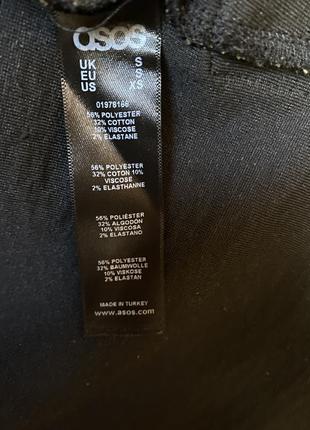 asos
UK S
EU S
US XS
01978166
56% POLYESTER
32% COTTON
10% VISCOSE
2% ELASTANE
56% POLYESTER
32% COTON 10%
VISCOSE
2% ELASTHANNE
56% POLIÉSTER
32% ALGODÓN
10% VISCOSA
2% ELASTANO
56% POLYESTER
32% BAUMWOLLE
10% VISKOSE
2% ELASTAN
MADE IN TURKEY
www.asos.com